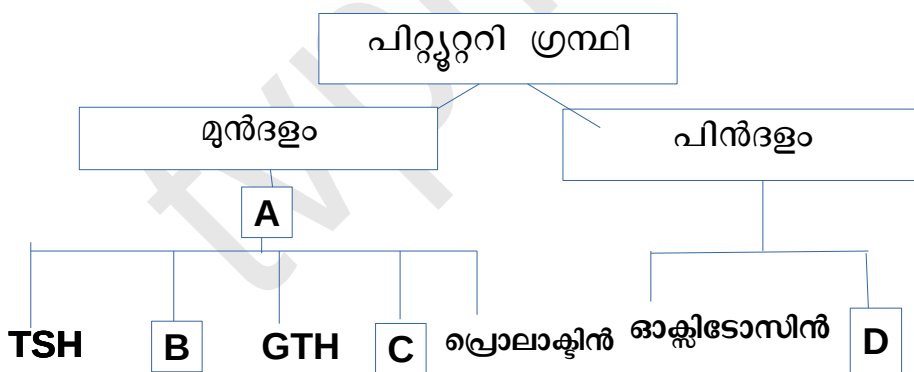 പിറ്റ്യൂറ്ററി ഗ്രന്ഥി
മുൻദളം
പിൻദളം
A
TSH
B
GTH
C
പ്രൊലാക്ടിൻ
ഓക്സിടോസിൻ
D